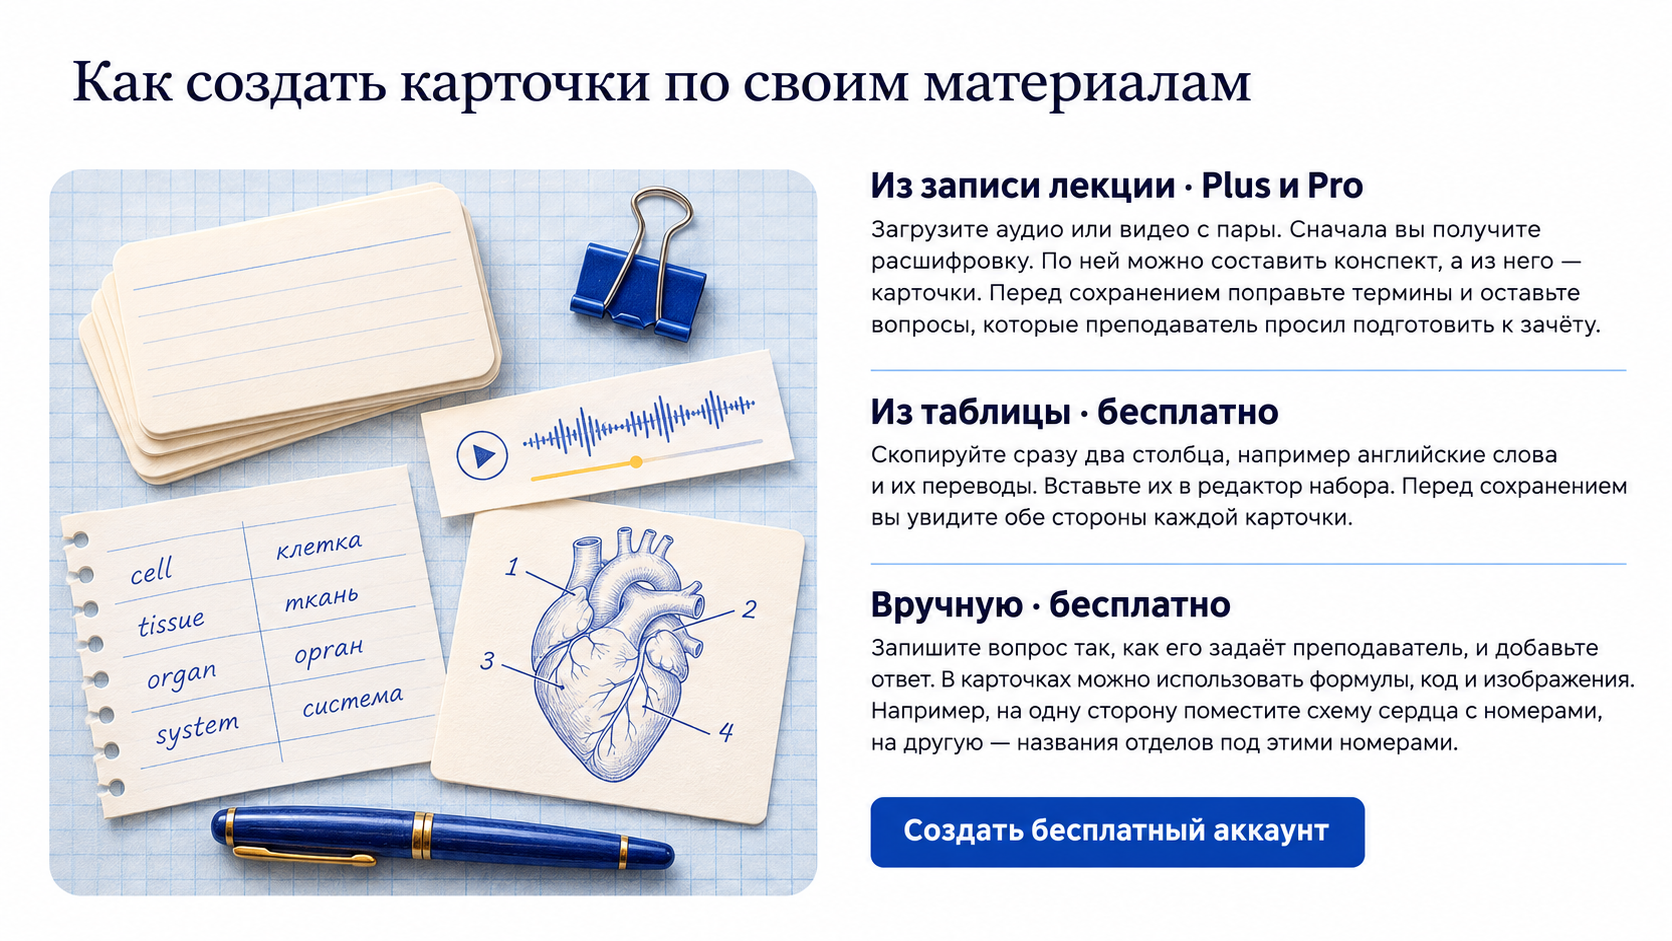 Как создать карточки по своим материалам
cell клетка
tissue ткань
organ орган
system система
1
2
3
4
Из записи лекции · Plus и Pro
Загрузите аудио или видео с пары. Сначала вы получите
расшифровку. По ней можно составить конспект, а из него —
карточки. Перед сохранением поправьте термины и оставьте
вопросы, которые преподаватель просил подготовить к зачёту.
Из таблицы · бесплатно
Скопируйте сразу два столбца, например английские слова
и их переводы. Вставьте их в редактор набора. Перед сохранением
вы увидите обе стороны каждой карточки.
Вручную · бесплатно
Запишите вопрос так, как его задаёт преподаватель, и добавьте
ответ. В карточках можно использовать формулы, код и изображения.
Например, на одну сторону поместите схему сердца с номерами,
на другую — названия отделов под этими номерами.
Создать бесплатный аккаунт